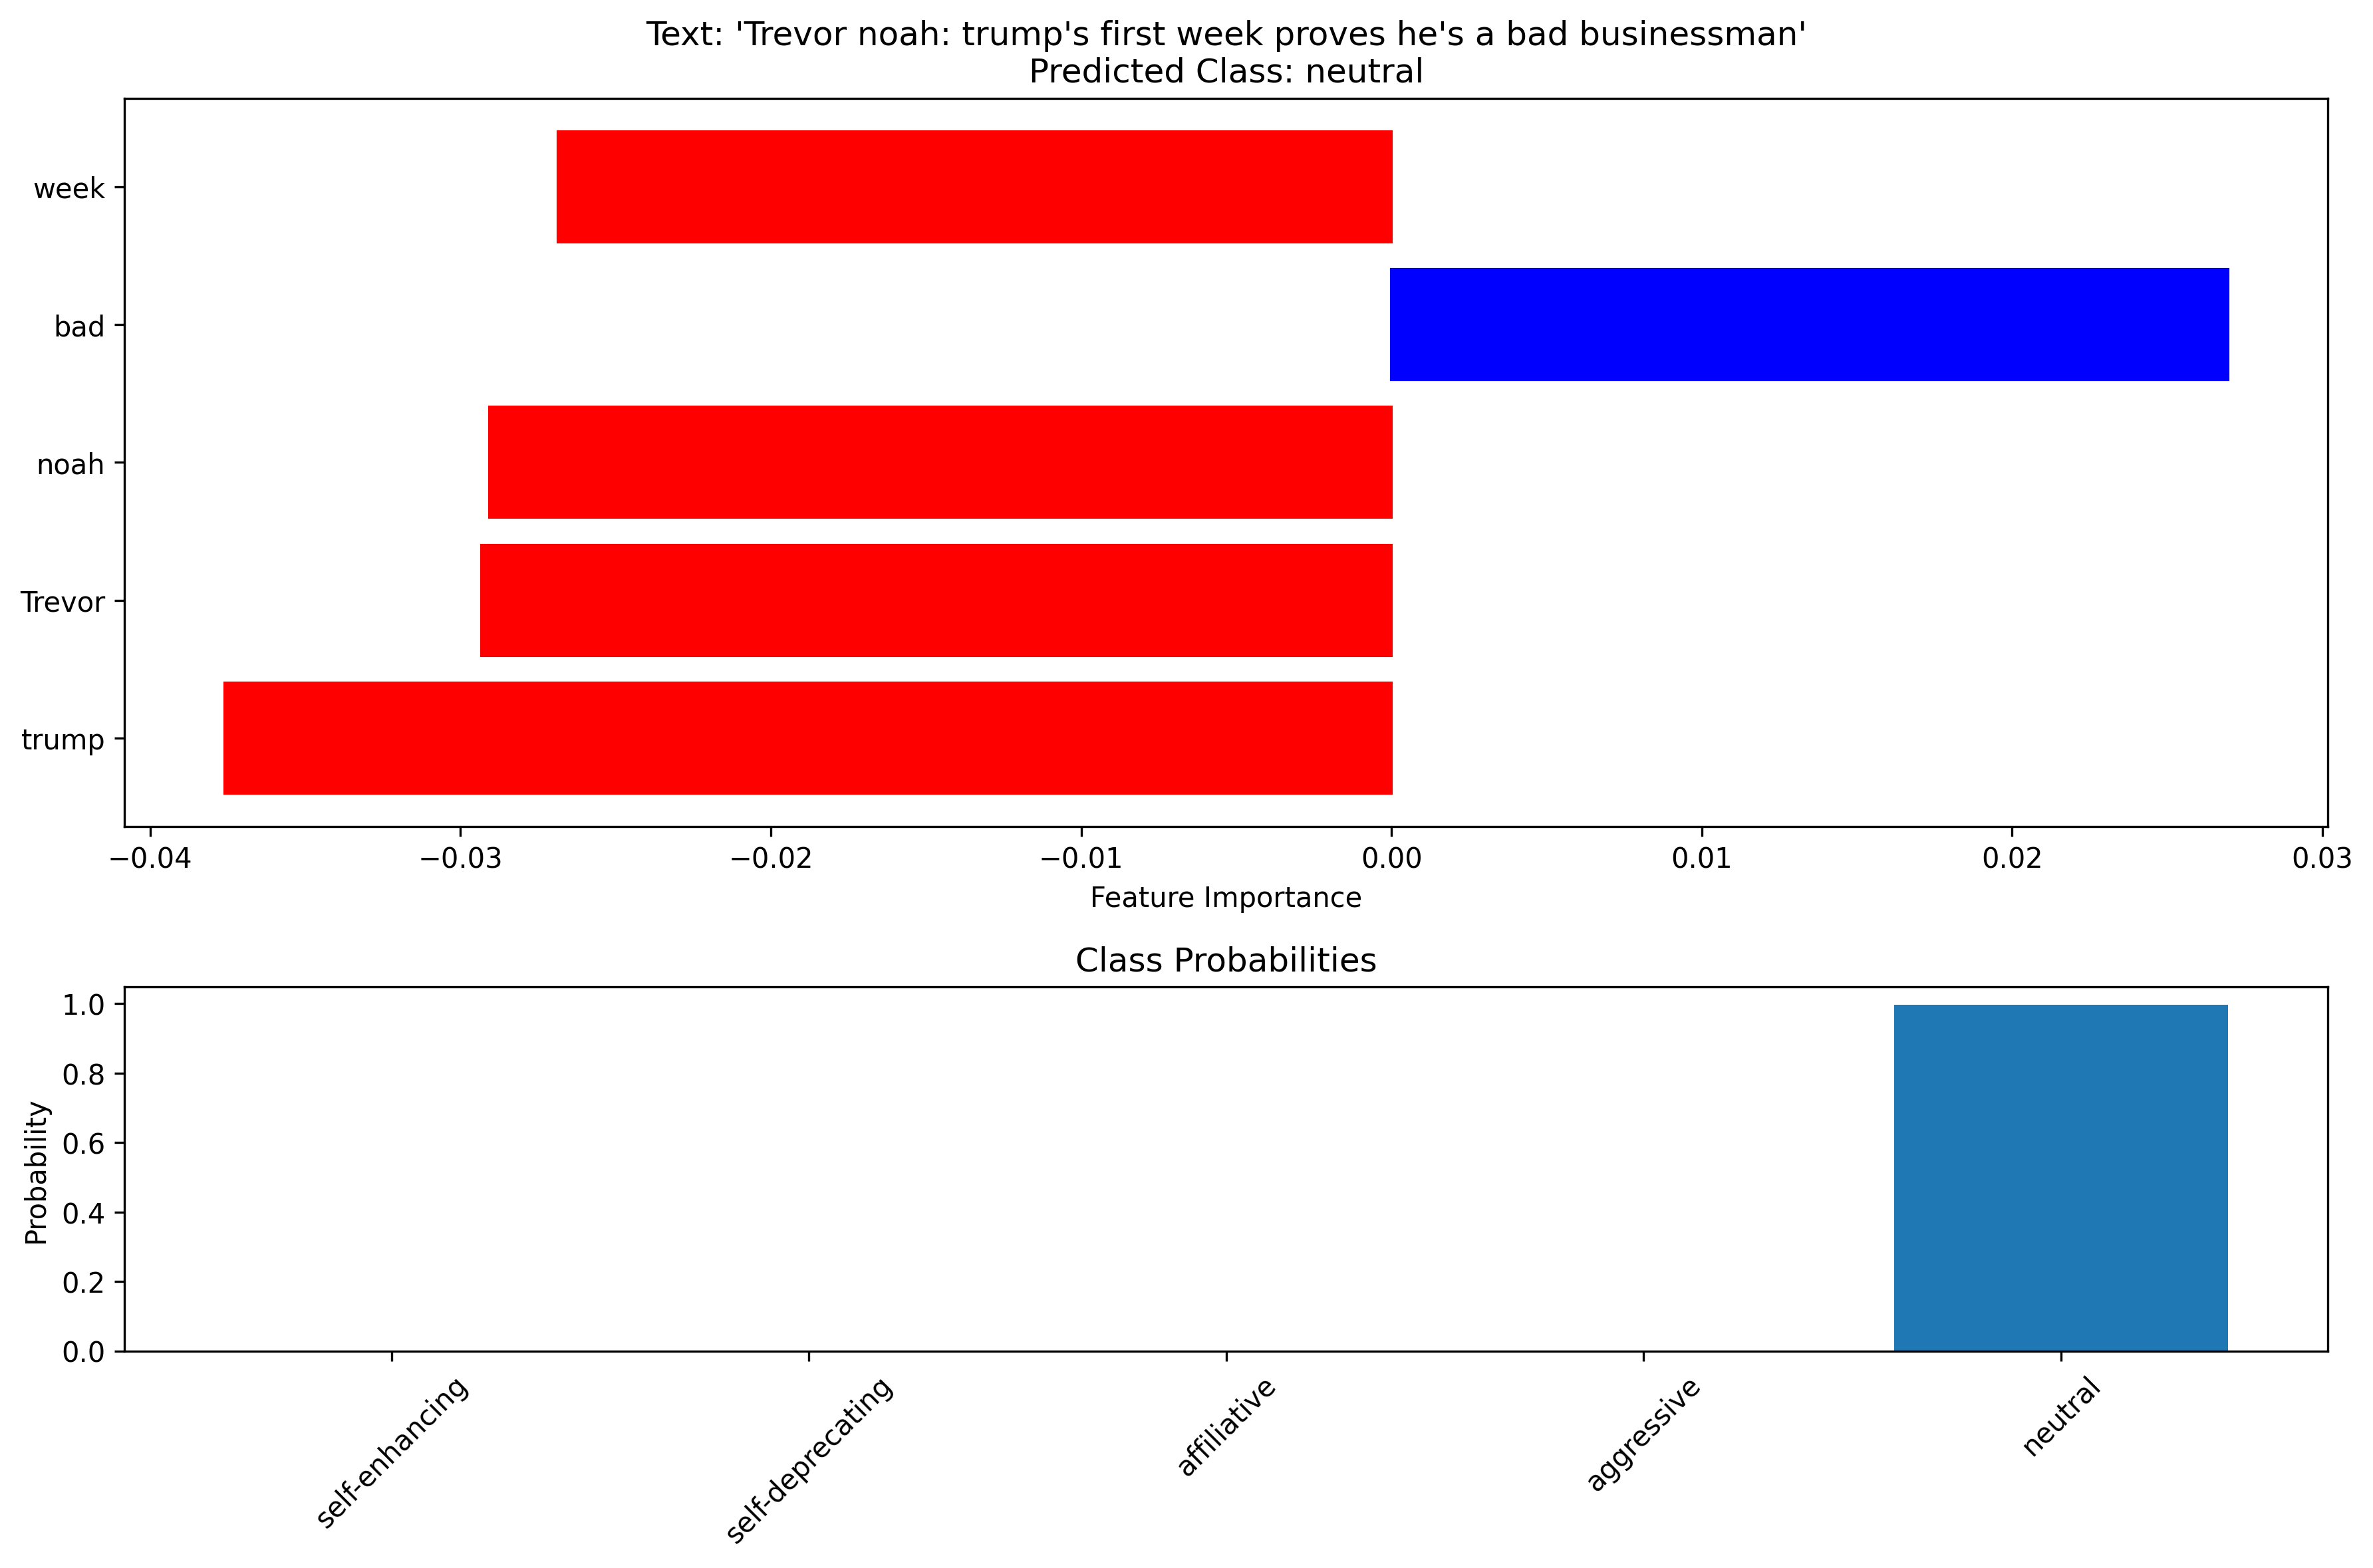 Text: 'Trevor noah: trump's first week proves he's a bad businessman'
Predicted Class: neutral
week
bad
noah
Trevor
trump
−0.04 −0.03 −0.02 −0.01 0.00 0.01 0.02 0.03
Feature Importance
Class Probabilities
1.0
0.8
0.6
0.4
0.2
0.0
Probability
self-enhancing self-deprecating affiliative aggressive neutral